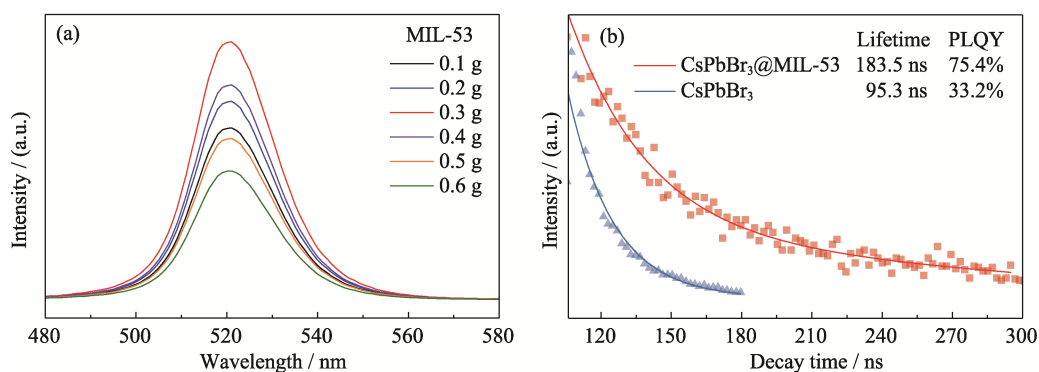 (a)
MIL-53
0.1 g
0.2 g
0.3 g
0.4 g
0.5 g
0.6 g
Intensity / (a.u.)
480 500 520 540 560 580
Wavelength / nm
(b)
Lifetime PLQY
CsPbBr₃@MIL-53 183.5 ns 75.4%
CsPbBr₃ 95.3 ns 33.2%
Intensity / (a.u.)
120 150 180 210 240 270 300
Decay time / ns